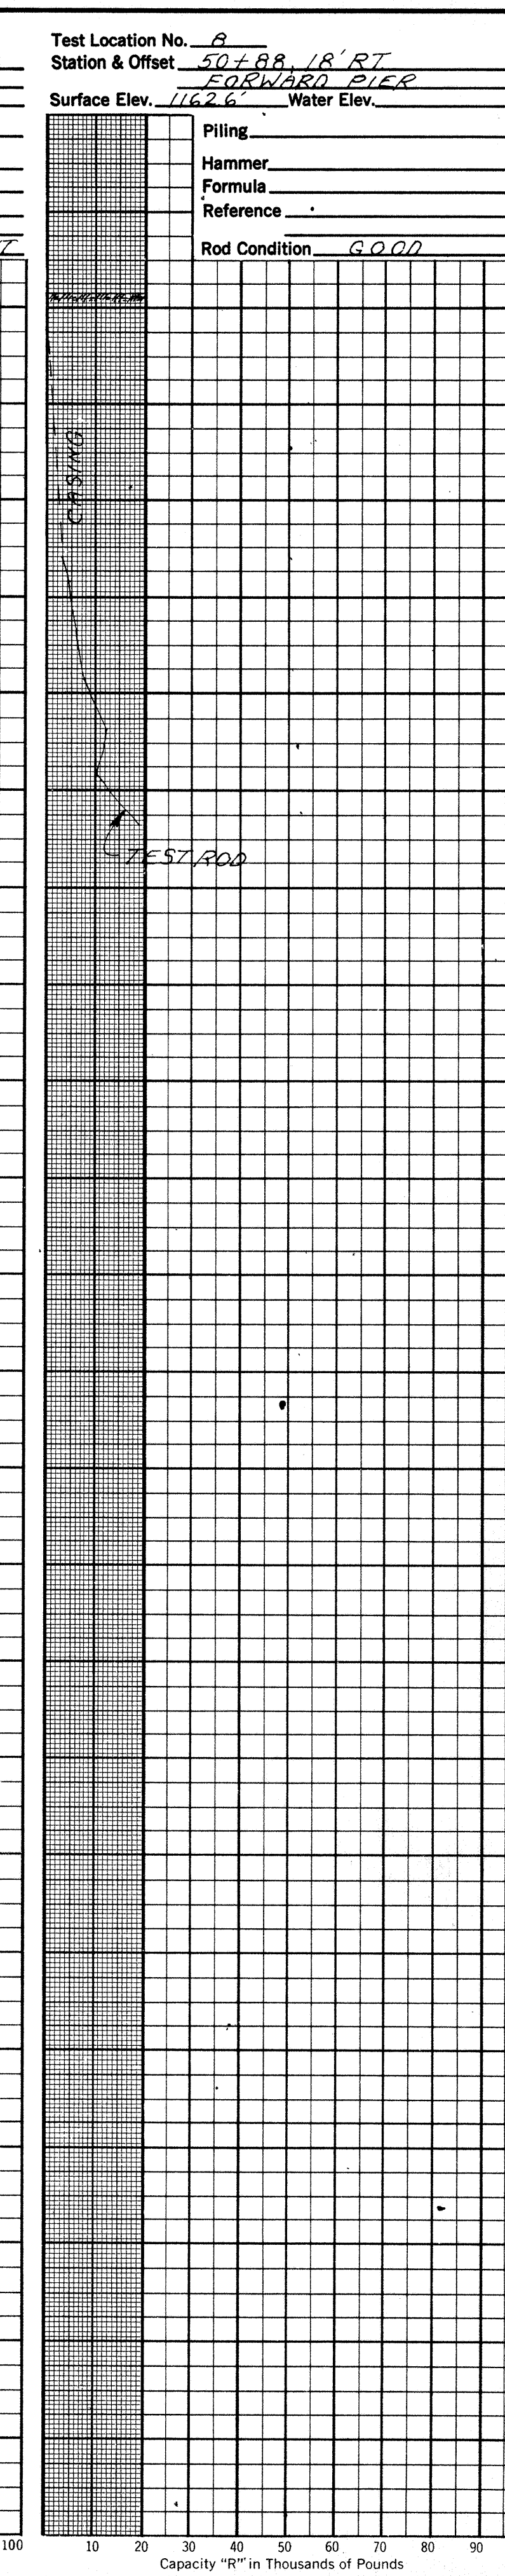 Test Location No. B
Station & Offset 50+88, 18' RT
FORWARD PIER
Surface Elev. 1162.6' Water Elev.
Piling
Hammer
Formula
Reference
Rod Condition GOOD
CASING
TEST ROD
100 10 20 30 40 50 60 70 80 90
Capacity "R" in Thousands of Pounds